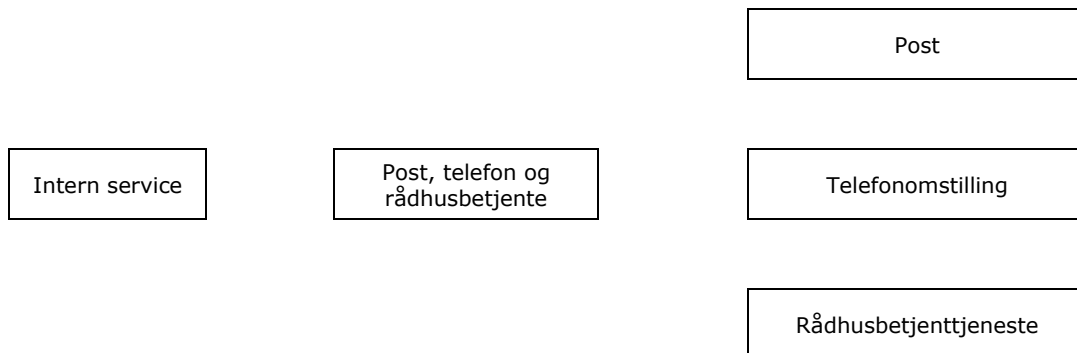 Post
Intern service
Post, telefon og
rådhusbetjente
Telefonomstilling
Rådhusbetjenttjeneste